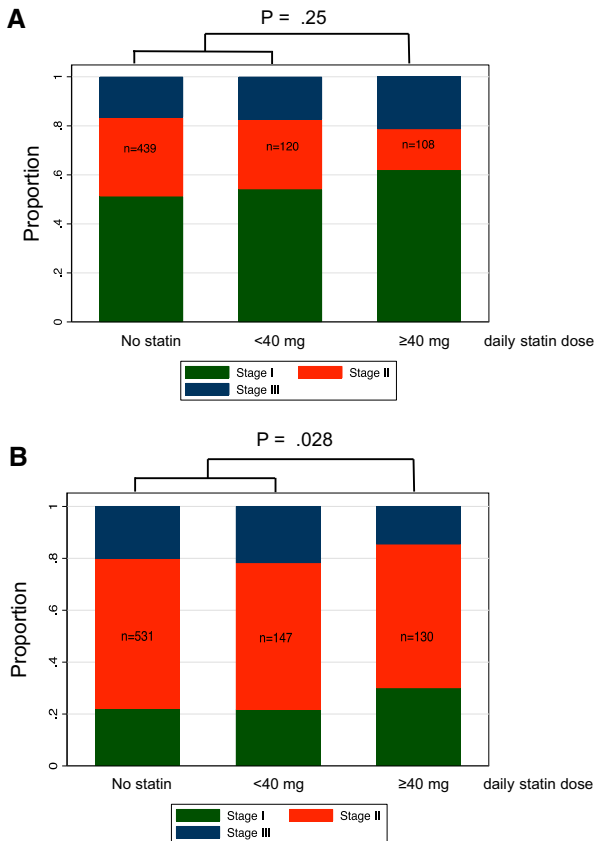 A
P = .25
Proportion
1
.8
.6
.4
.2
0
n=439
n=120
n=108
No statin <40 mg ≥40 mg daily statin dose
Stage I Stage II
Stage III
B
P = .028
Proportion
1
.8
.6
.4
.2
0
n=531
n=147
n=130
No statin <40 mg ≥40 mg daily statin dose
Stage I Stage II
Stage III